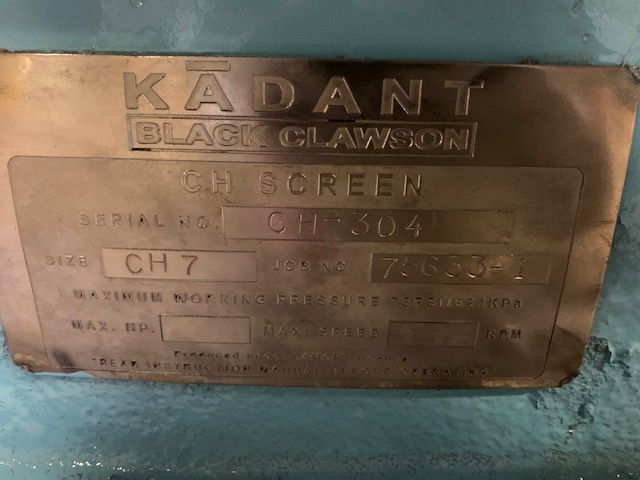 KĀDANT
BLACK CLAWSON
CH SCREEN
SERIAL NO. CH-304
SIZE CH7 JOB NO. 75633-1
MAXIMUM WORKING PRESSURE
MAX. HP. MAX. SPEED RPM
READ INSTRUCTION MANUAL BEFORE OPERATING